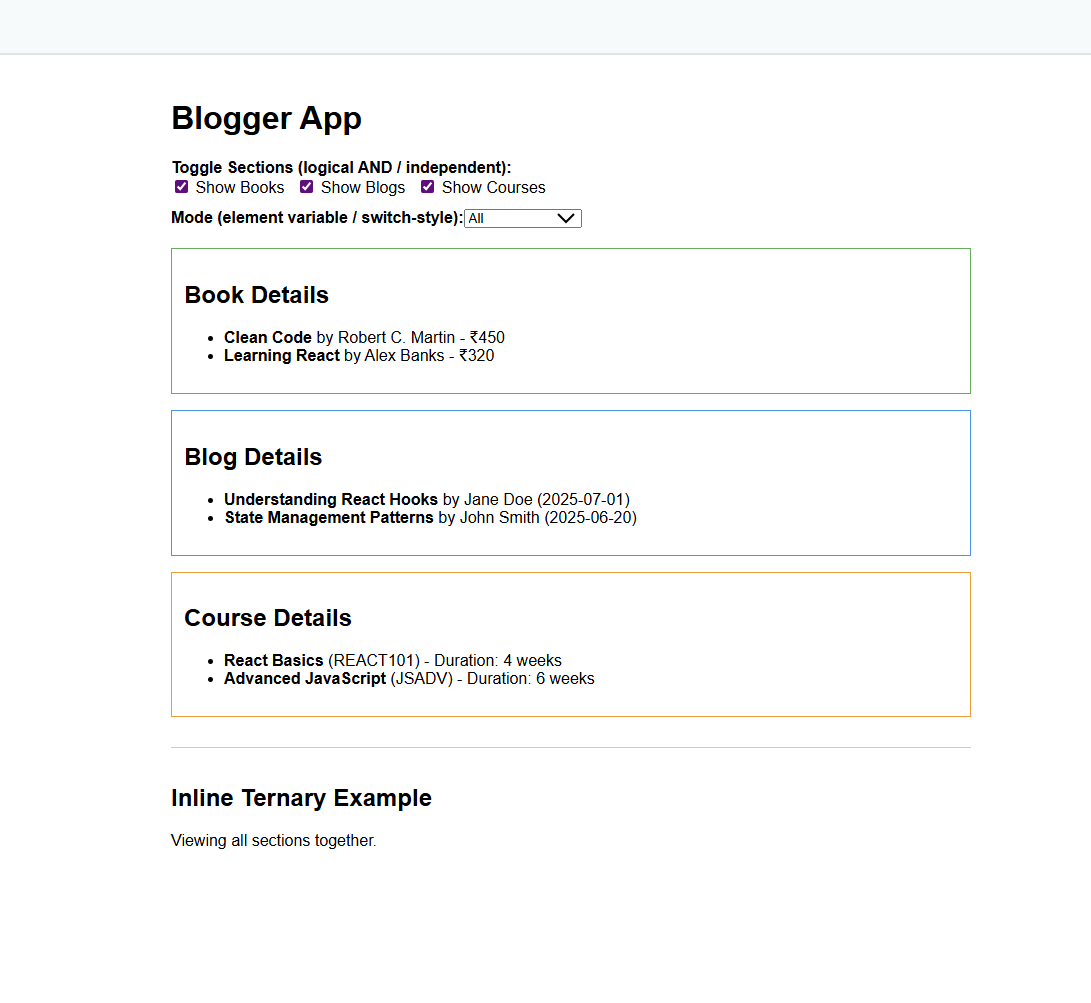 Blogger App
Toggle Sections (logical AND / independent):
Show Books Show Blogs Show Courses
Mode (element variable / switch-style): All
Book Details
• Clean Code by Robert C. Martin - ₹450
• Learning React by Alex Banks - ₹320
Blog Details
• Understanding React Hooks by Jane Doe (2025-07-01)
• State Management Patterns by John Smith (2025-06-20)
Course Details
• React Basics (REACT101) - Duration: 4 weeks
• Advanced JavaScript (JSADV) - Duration: 6 weeks
Inline Ternary Example
Viewing all sections together.